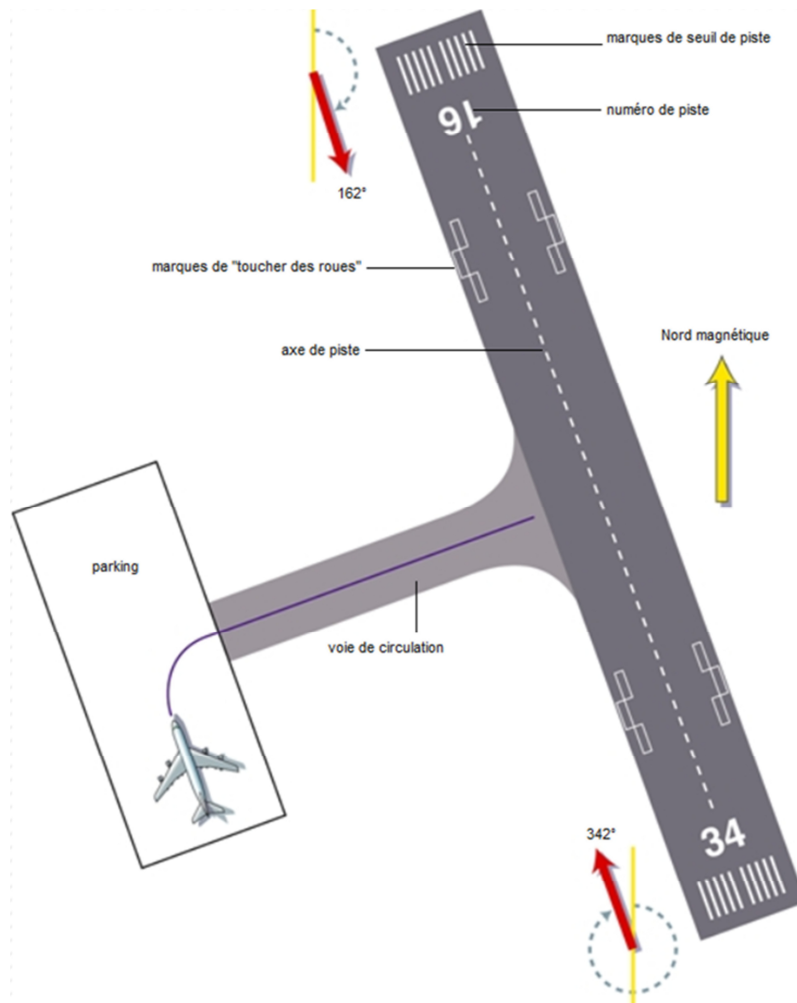 marques de seuil de piste
16
numéro de piste
162°
marques de "toucher des roues"
Nord magnétique
axe de piste
parking
voie de circulation
342°
34